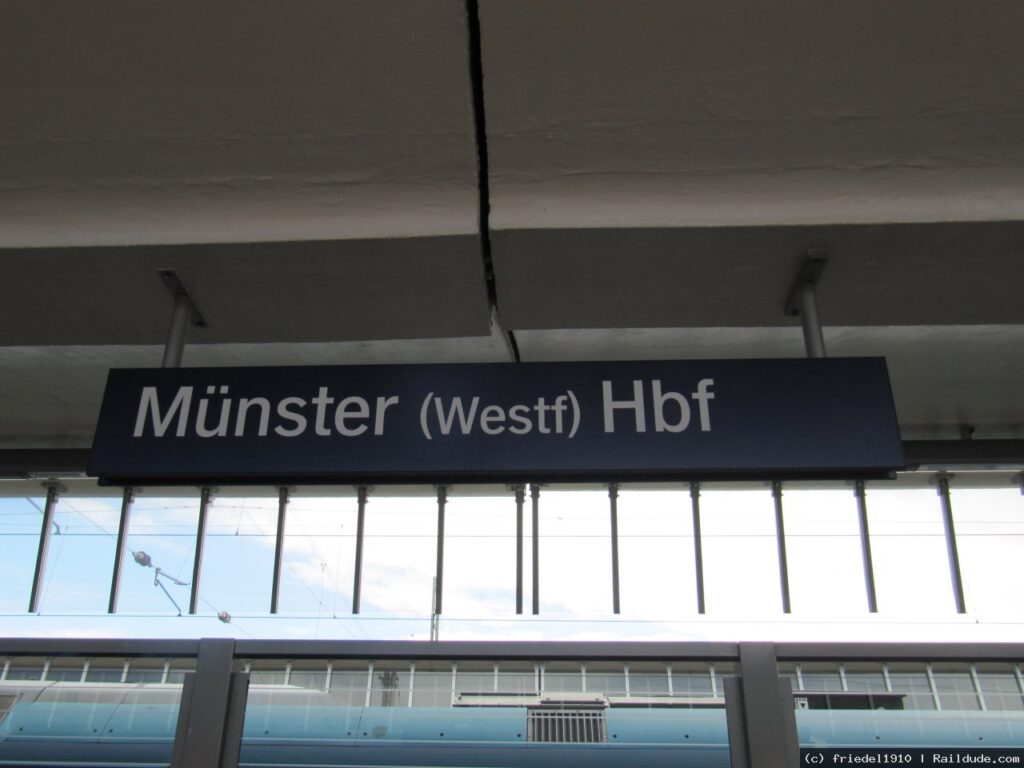 Münster (Westf) Hbf
(c) friedel1910 | Raildude.com